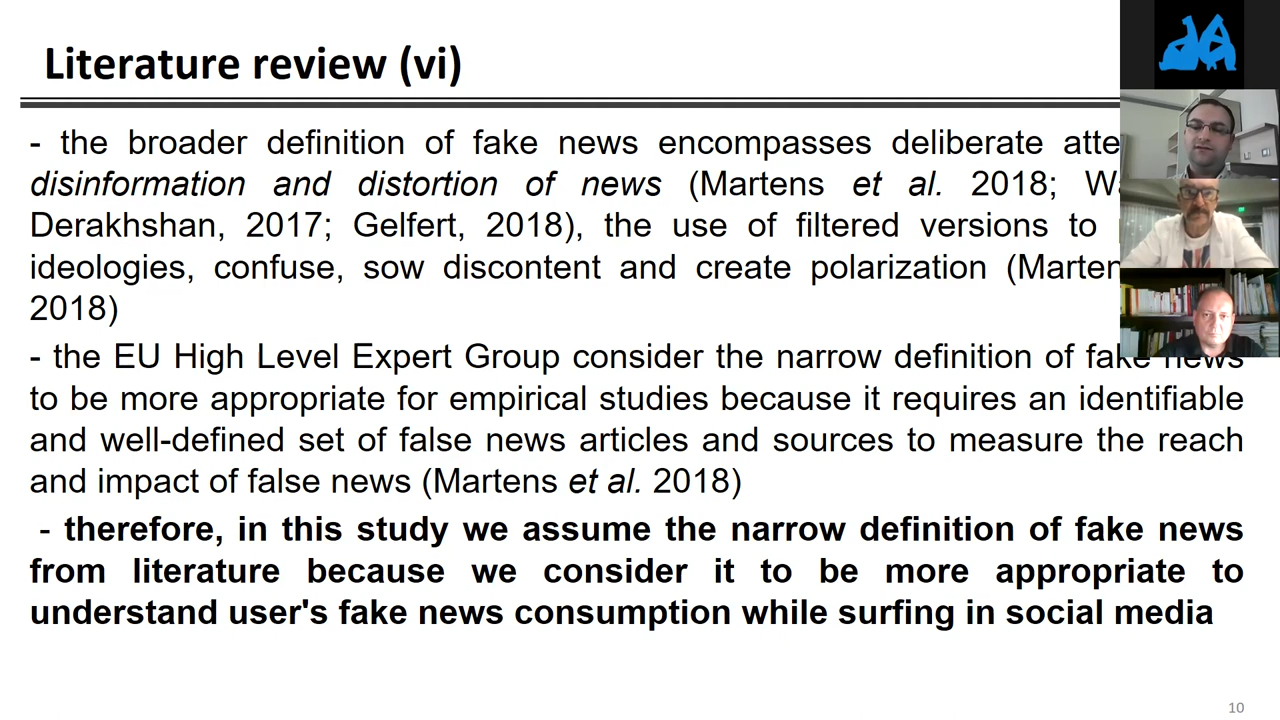 Literature review (vi)
- the broader definition of fake news encompasses deliberate atte
disinformation and distortion of news (Martens et al. 2018; Wa
Derakhshan, 2017; Gelfert, 2018), the use of filtered versions to
ideologies, confuse, sow discontent and create polarization (Marten
2018)
- the EU High Level Expert Group consider the narrow definition of fake news
to be more appropriate for empirical studies because it requires an identifiable
and well-defined set of false news articles and sources to measure the reach
and impact of false news (Martens et al. 2018)
- therefore, in this study we assume the narrow definition of fake news
from literature because we consider it to be more appropriate to
understand user's fake news consumption while surfing in social media
10